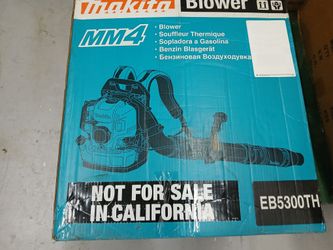 makita Blower
MM4
· Blower
· Souffleur Thermique
· Sopladora a Gasolina
· Benzin Blasgerät
· Бензиновая Воздуходувка
NOT FOR SALE
IN CALIFORNIA
EB5300TH